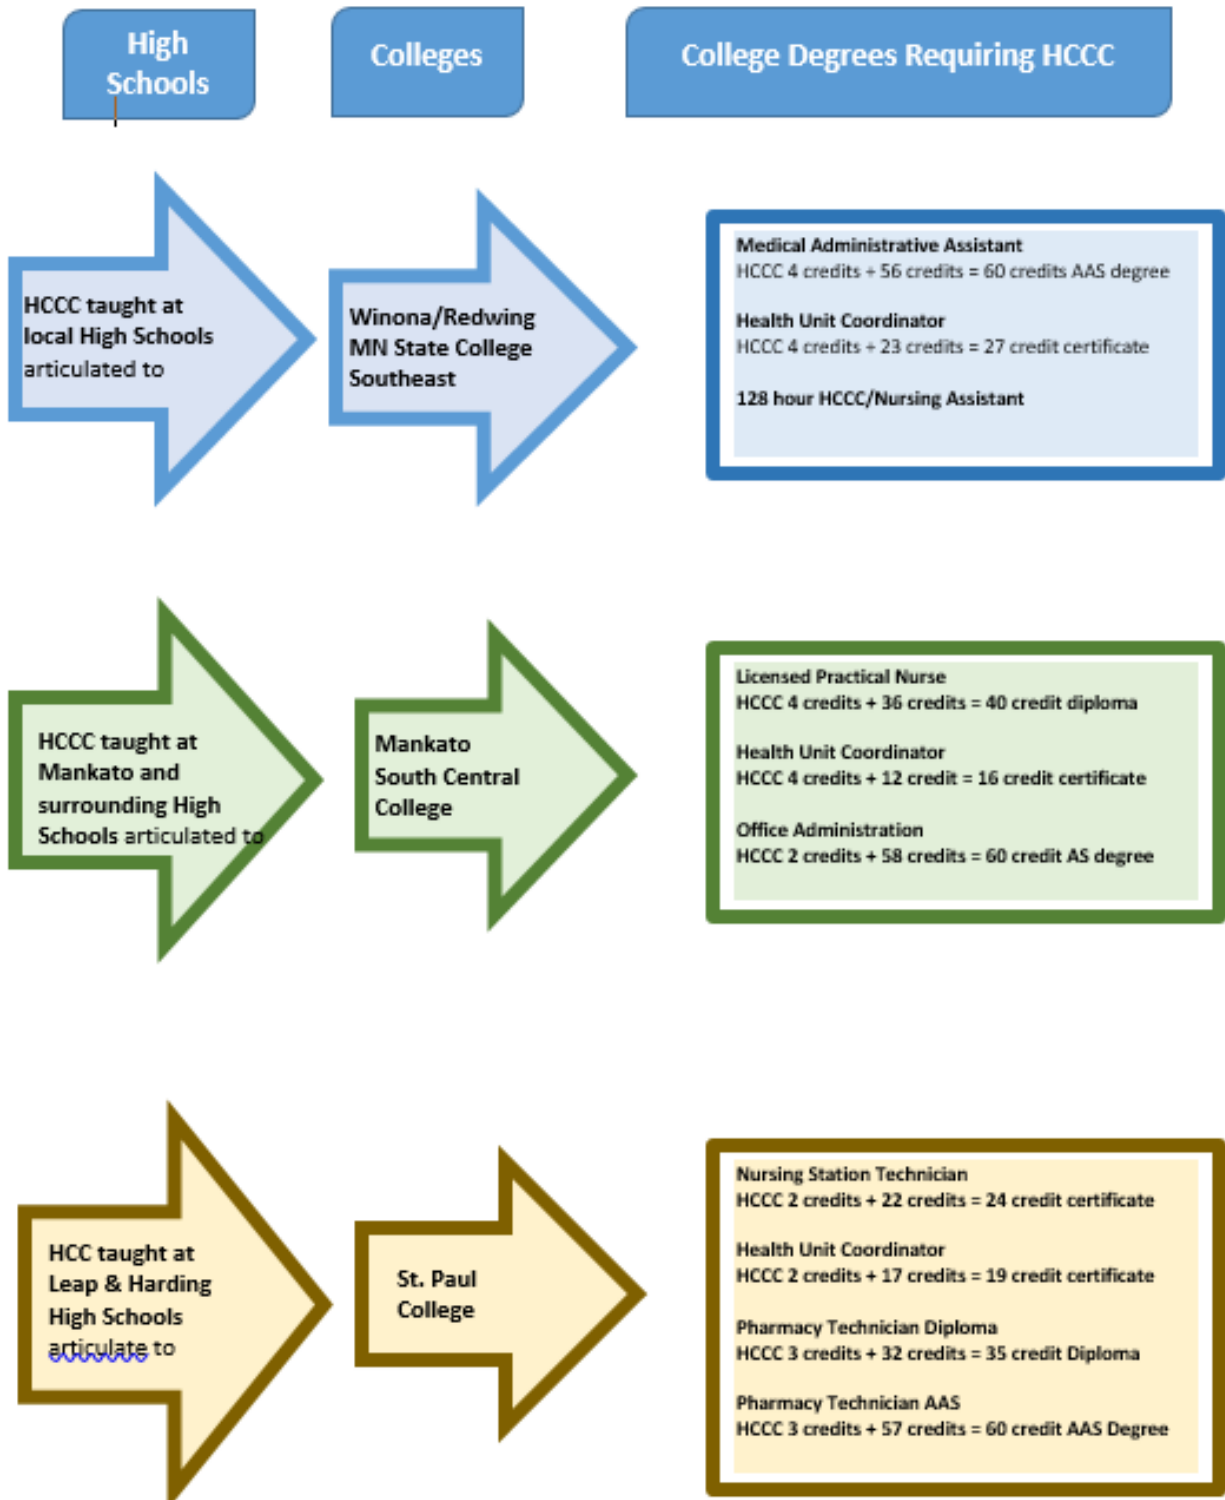 High
Schools
Colleges
College Degrees Requiring HCCC
HCCC taught at
local High Schools
articulated to
Winona/Redwing
MN State College
Southeast
Medical Administrative Assistant
HCCC 4 credits + 56 credits = 60 credits AAS degree
Health Unit Coordinator
HCCC 4 credits + 23 credits = 27 credit certificate
128 hour HCCC/Nursing Assistant
HCCC taught at
Mankato and
surrounding High
Schools articulated to
Mankato
South Central
College
Licensed Practical Nurse
HCCC 4 credits + 36 credits = 40 credit diploma
Health Unit Coordinator
HCCC 4 credits + 12 credit = 16 credit certificate
Office Administration
HCCC 2 credits + 58 credits = 60 credit AS degree
HCC taught at
Leap & Harding
High Schools
articulate to
St. Paul
College
Nursing Station Technician
HCCC 2 credits + 22 credits = 24 credit certificate
Health Unit Coordinator
HCCC 2 credits + 17 credits = 19 credit certificate
Pharmacy Technician Diploma
HCCC 3 credits + 32 credits = 35 credit Diploma
Pharmacy Technician AAS
HCCC 3 credits + 57 credits = 60 credit AAS Degree